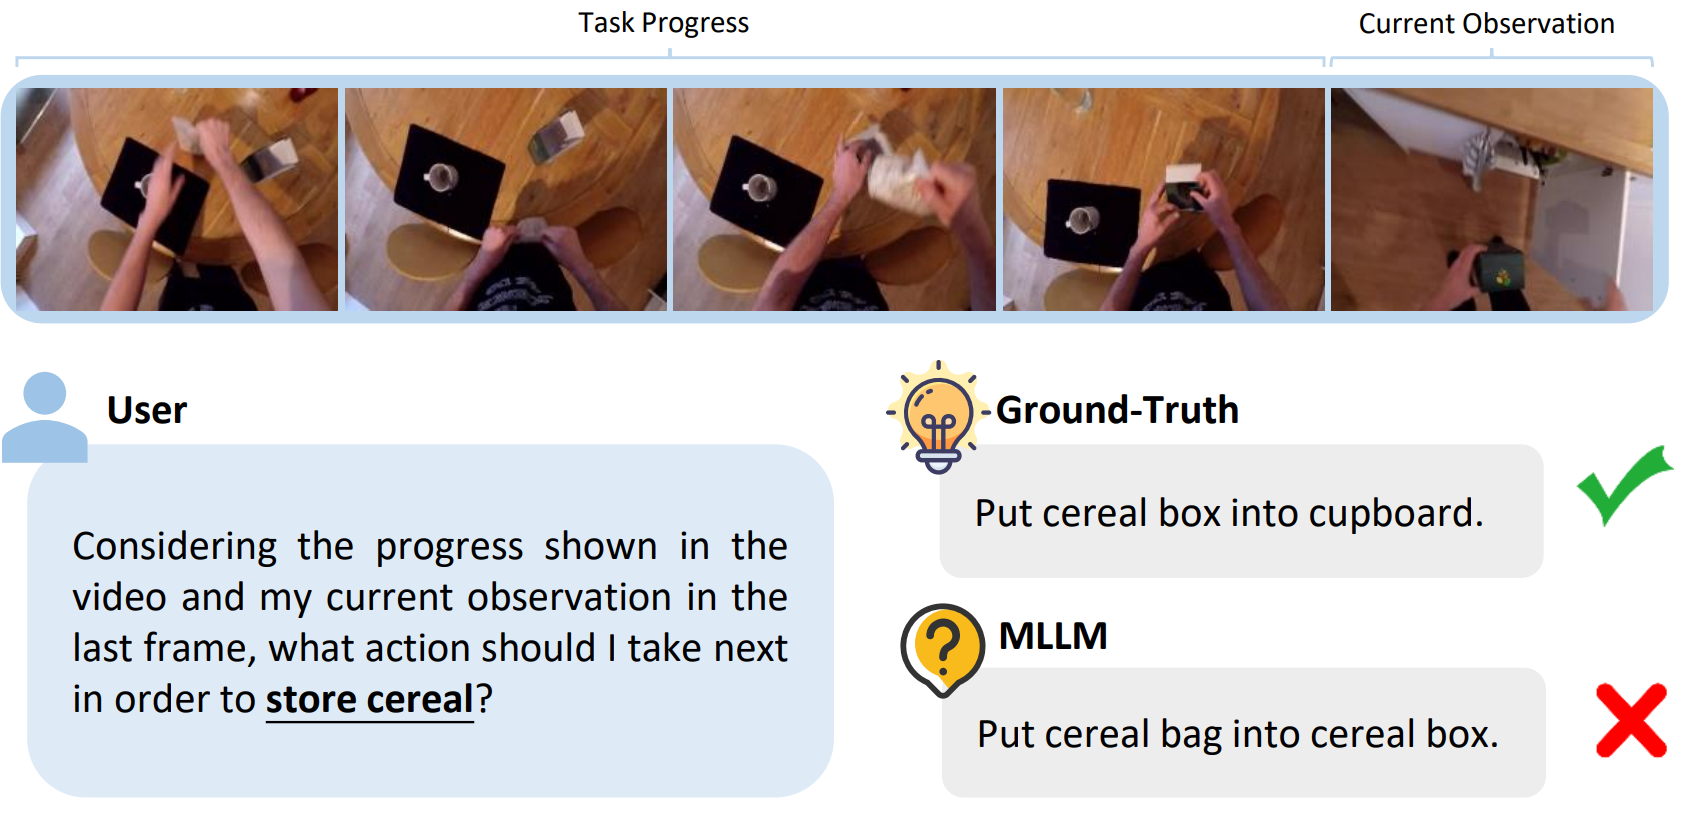 Task Progress
Current Observation
User
Considering the progress shown in the
video and my current observation in the
last frame, what action should I take next
in order to store cereal?
Ground-Truth
Put cereal box into cupboard.
MLLM
Put cereal bag into cereal box.